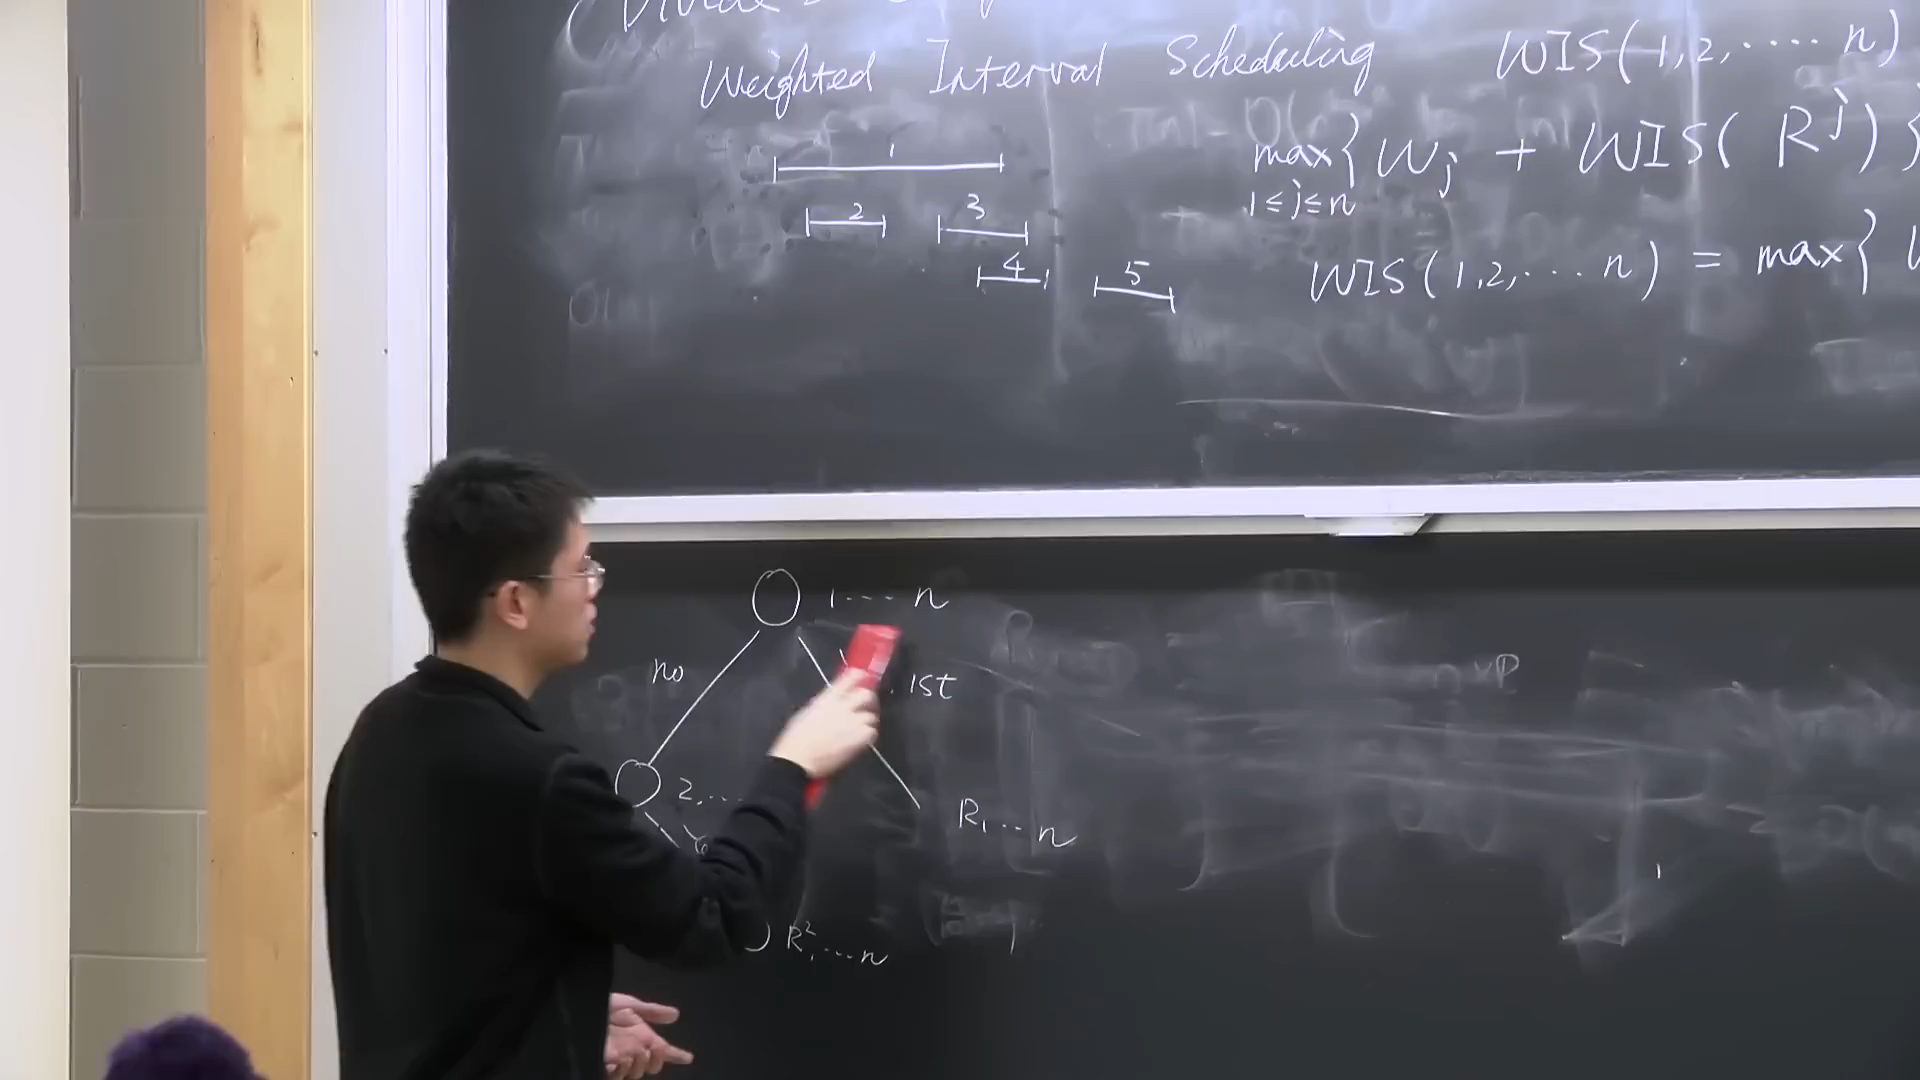 Weighted Interval Scheduling WIS(1,2,····· n)
max{ Wj + WIS( R^j ) }
1≤j≤n
WIS(1,2,···· n) = max{
1
2
3
4
5
1···· n
no
1st
2,··
R,··n
R²,···n